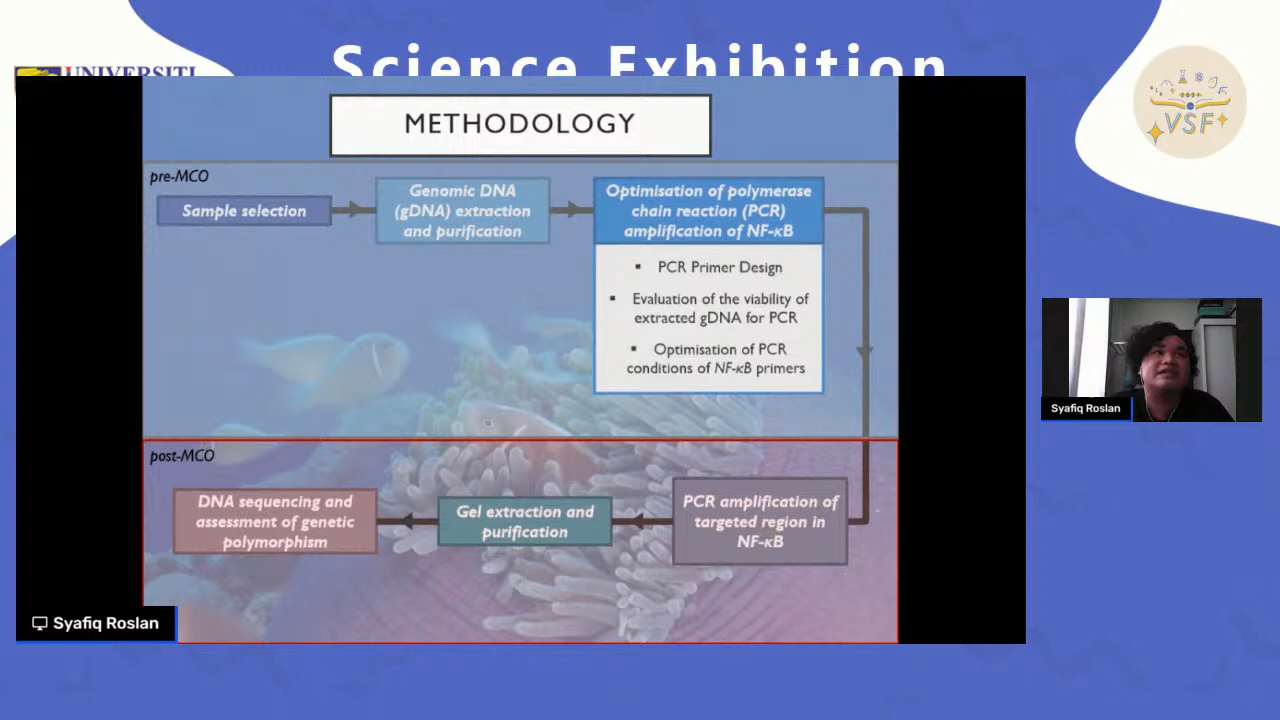 Science Exhibition
UNIVERSITI
VSF
METHODOLOGY
pre-MCO
Sample selection
Genomic DNA
(gDNA) extraction
and purification
Optimisation of polymerase
chain reaction (PCR)
amplification of NF-κB
▪ PCR Primer Design
▪ Evaluation of the viability of
extracted gDNA for PCR
▪ Optimisation of PCR
conditions of NF-κB primers
post-MCO
DNA sequencing and
assessment of genetic
polymorphism
Gel extraction and
purification
PCR amplification of
targeted region in
NF-κB
Syafiq Roslan
Syafiq Roslan